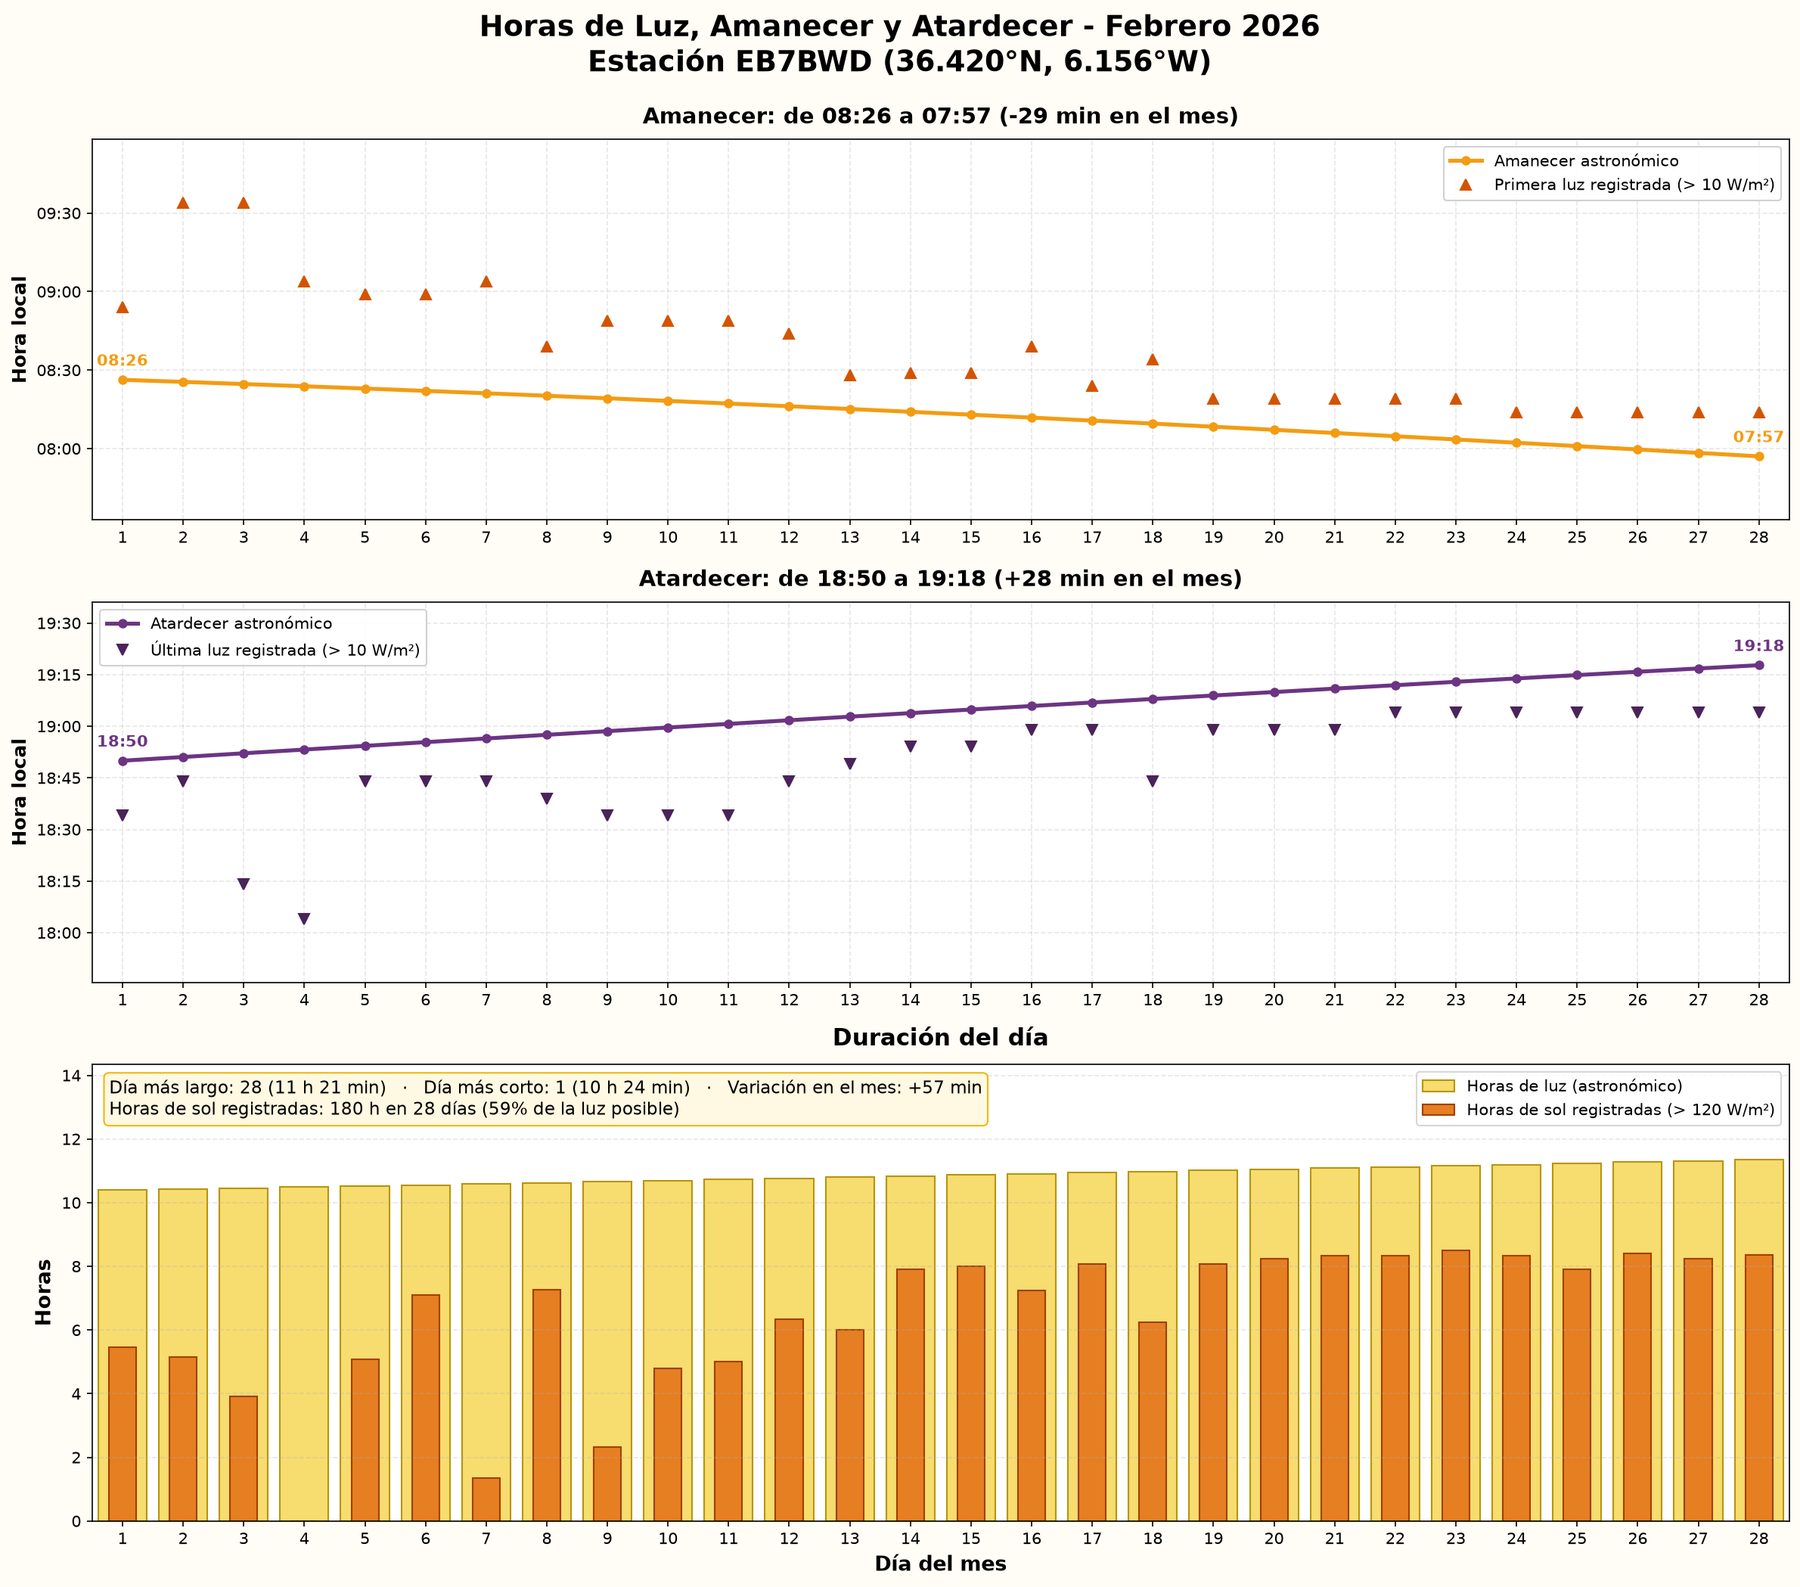 Horas de Luz, Amanecer y Atardecer - Febrero 2026
Estación EB7BWD (36.420°N, 6.156°W)
Amanecer: de 08:26 a 07:57 (-29 min en el mes)
Hora local
09:30
09:00
08:30
08:00
08:26
07:57
Amanecer astronómico
Primera luz registrada (> 10 W/m²)
1 2 3 4 5 6 7 8 9 10 11 12 13 14 15 16 17 18 19 20 21 22 23 24 25 26 27 28
Atardecer: de 18:50 a 19:18 (+28 min en el mes)
Hora local
19:30
19:15
19:00
18:45
18:30
18:15
18:00
Atardecer astronómico
Última luz registrada (> 10 W/m²)
18:50
19:18
1 2 3 4 5 6 7 8 9 10 11 12 13 14 15 16 17 18 19 20 21 22 23 24 25 26 27 28
Duración del día
Horas
14
12
10
8
6
4
2
0
Día más largo: 28 (11 h 21 min) · Día más corto: 1 (10 h 24 min) · Variación en el mes: +57 min
Horas de sol registradas: 180 h en 28 días (59% de la luz posible)
Horas de luz (astronómico)
Horas de sol registradas (> 120 W/m²)
1 2 3 4 5 6 7 8 9 10 11 12 13 14 15 16 17 18 19 20 21 22 23 24 25 26 27 28
Día del mes